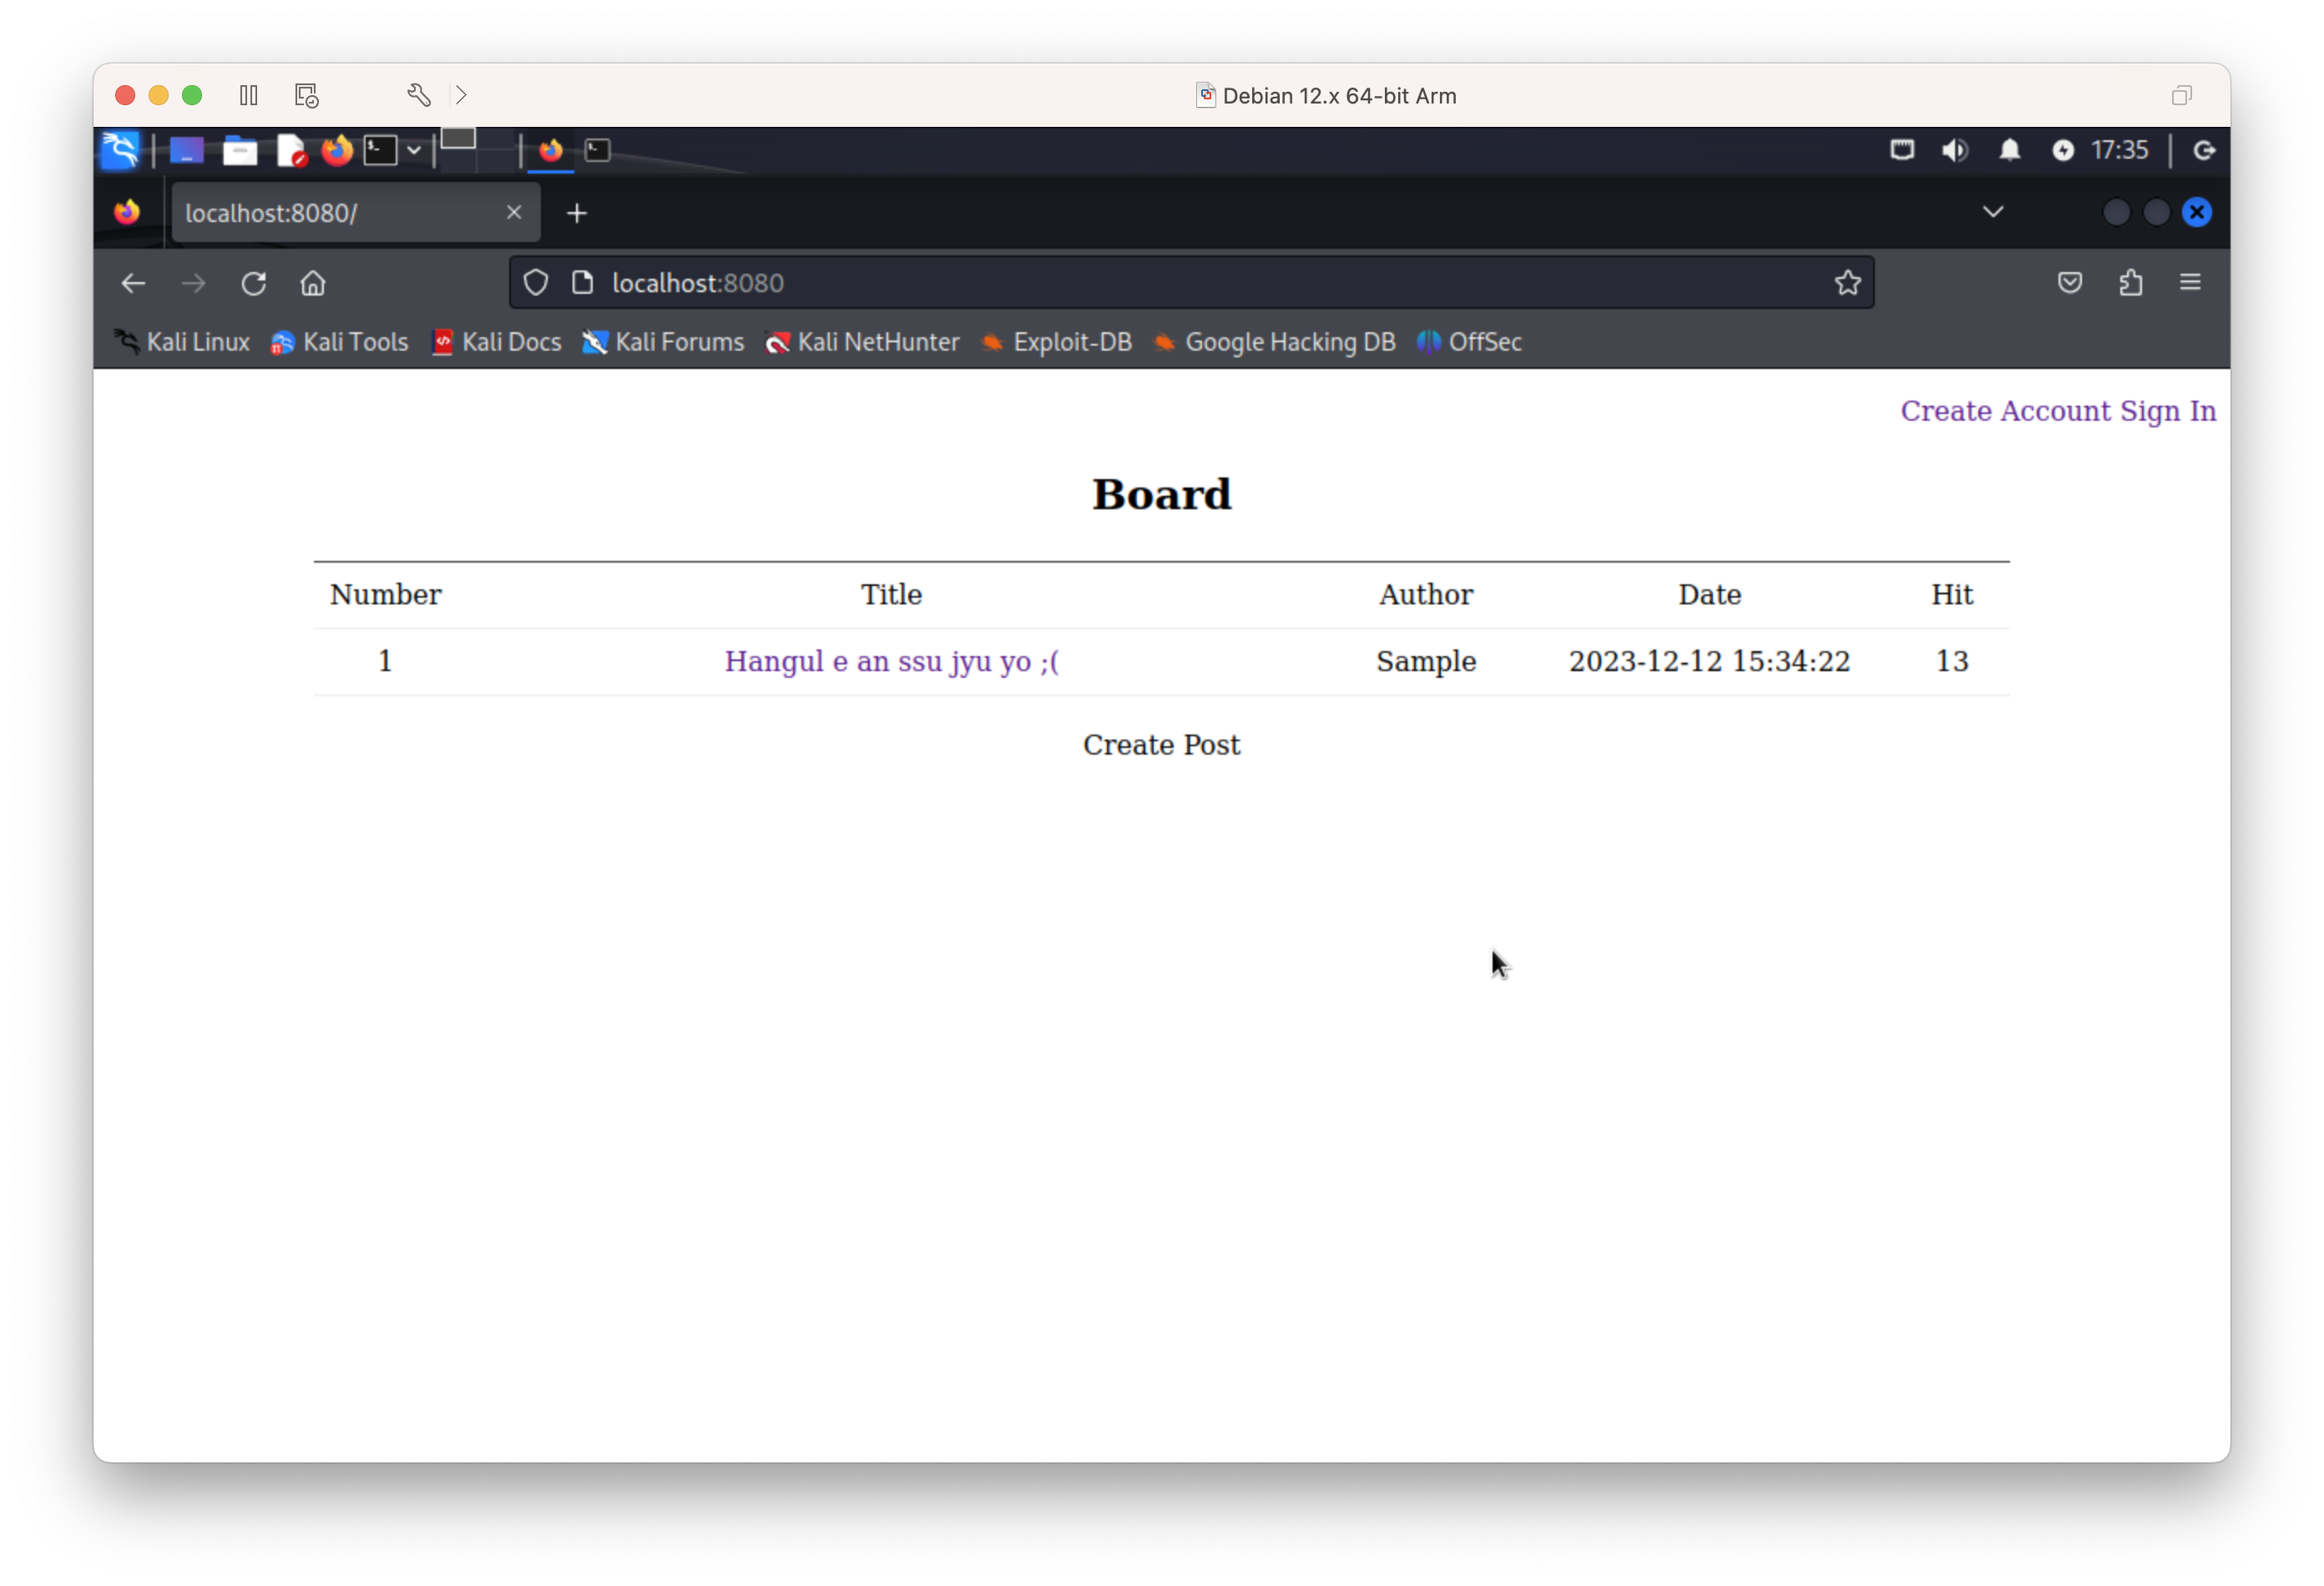 Debian 12.x 64-bit Arm
17:35
localhost:8080/
localhost:8080
Kali Linux Kali Tools Kali Docs Kali Forums Kali NetHunter Exploit-DB Google Hacking DB OffSec
Create Account Sign In
Board
Number Title Author Date Hit
1 Hangul e an ssu jyu yo ;( Sample 2023-12-12 15:34:22 13
Create Post